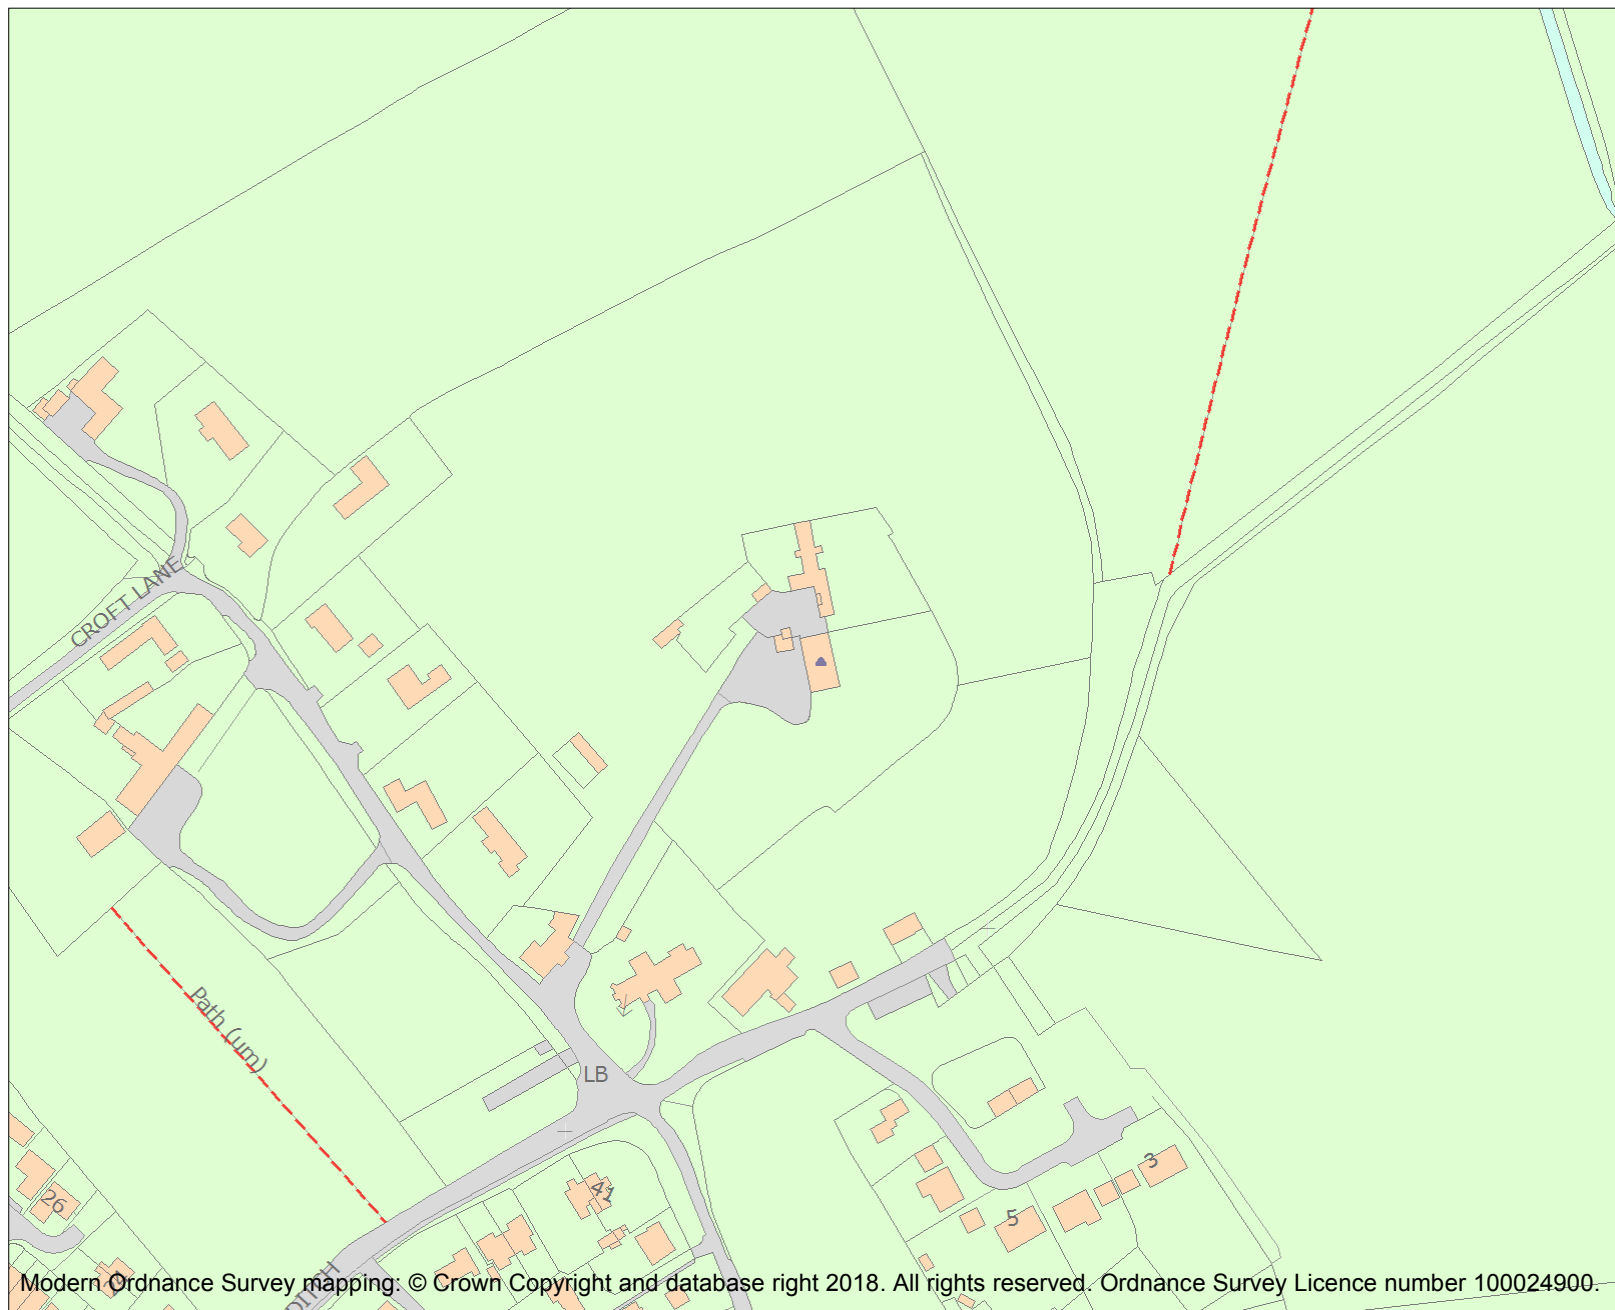 CROFT LANE
Path (um)
LB
41
3
26
5
Modern Ordnance Survey mapping: © Crown Copyright and database right 2018. All rights reserved. Ordnance Survey Licence number 100024900.